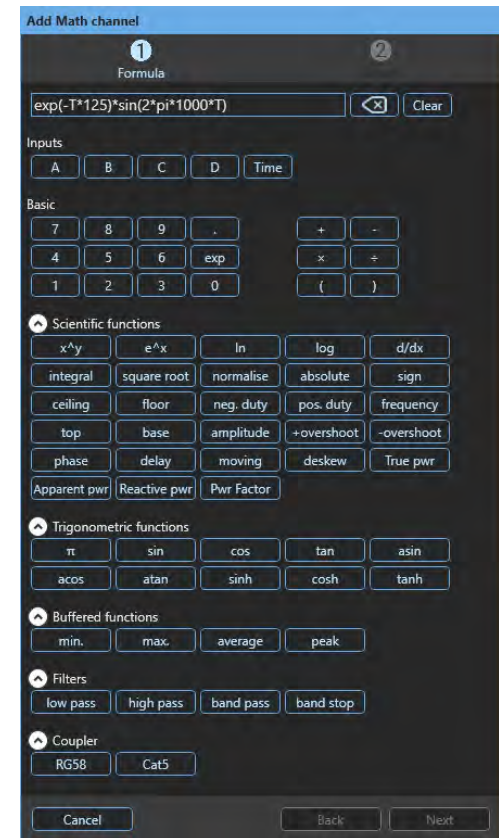 Add Math channel
1 2
Formula
exp(-T*125)*sin(2*pi*1000*T) Clear
Inputs
A B C D Time
Basic
7 8 9 . + -
4 5 6 exp × ÷
1 2 3 0 ( )
Scientific functions
x^y e^x ln log d/dx
integral square root normalise absolute sign
ceiling floor neg. duty pos. duty frequency
top base amplitude +overshoot -overshoot
phase delay moving deskew True pwr
Apparent pwr Reactive pwr Pwr Factor
Trigonometric functions
π sin cos tan asin
acos atan sinh cosh tanh
Buffered functions
min. max. average peak
Filters
low pass high pass band pass band stop
Coupler
RG58 Cat5
Cancel Back Next